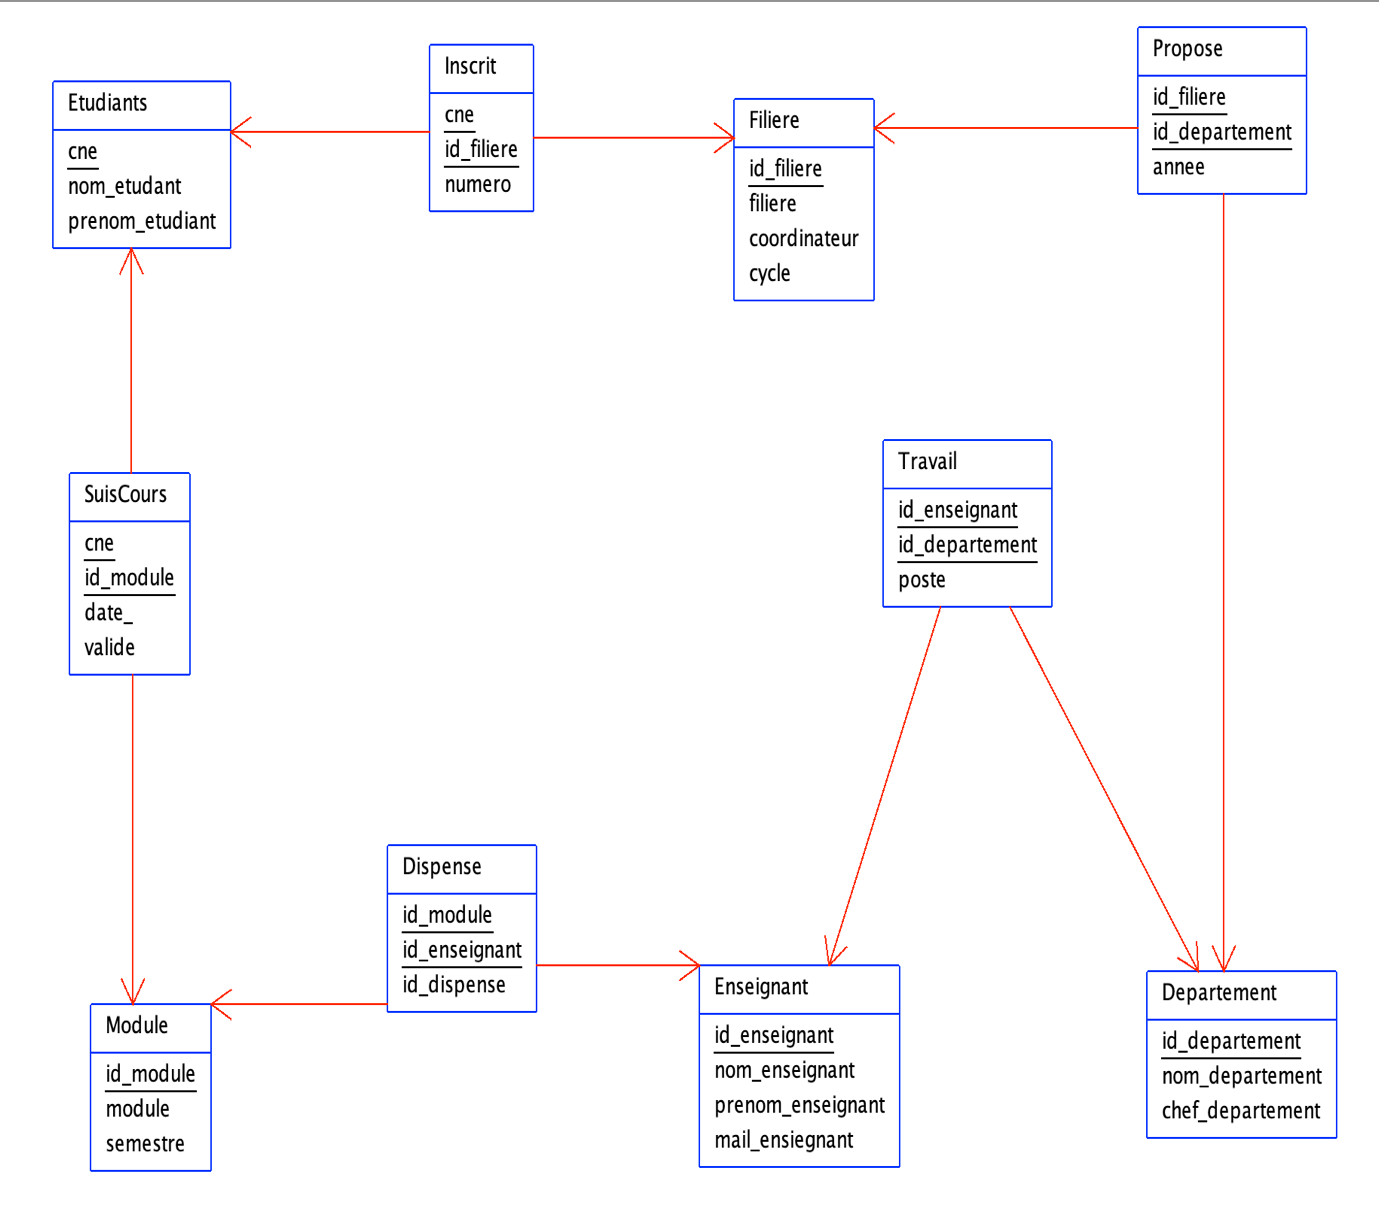 Etudiants
cne
nom_etudant
prenom_etudiant
Inscrit
cne
id_filiere
numero
Filiere
id_filiere
filiere
coordinateur
cycle
Propose
id_filiere
id_departement
annee
SuisCours
cne
id_module
date_
valide
Travail
id_enseignant
id_departement
poste
Dispense
id_module
id_enseignant
id_dispense
Module
id_module
module
semestre
Enseignant
id_enseignant
nom_enseignant
prenom_enseignant
mail_ensiegnant
Departement
id_departement
nom_departement
chef_departement